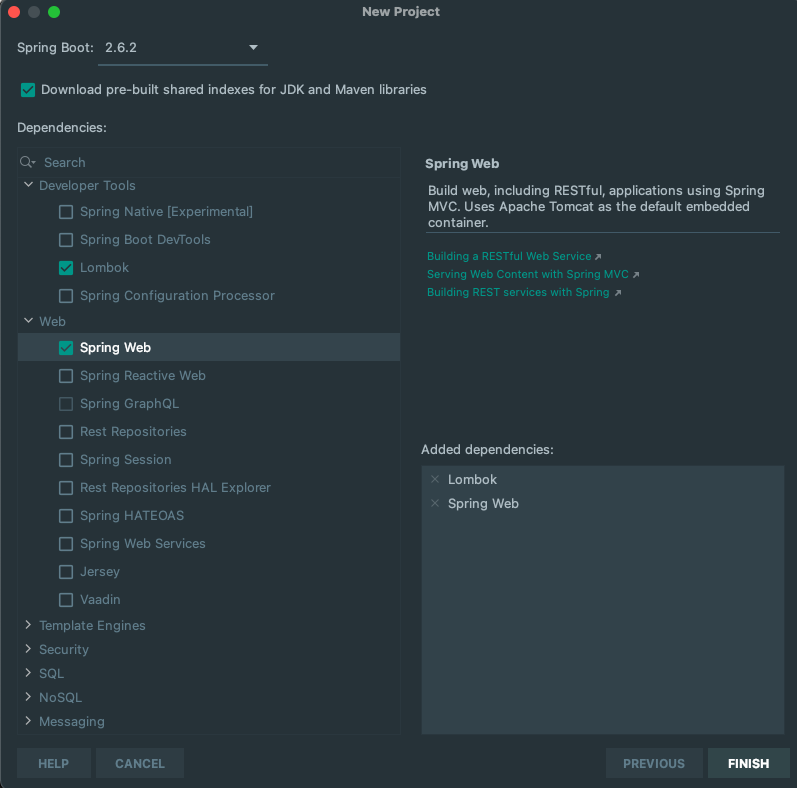 New Project
Spring Boot: 2.6.2
Download pre-built shared indexes for JDK and Maven libraries
Dependencies:
Search
Developer Tools
Spring Native [Experimental]
Spring Boot DevTools
Lombok
Spring Configuration Processor
Web
Spring Web
Spring Reactive Web
Spring GraphQL
Rest Repositories
Spring Session
Rest Repositories HAL Explorer
Spring HATEOAS
Spring Web Services
Jersey
Vaadin
Template Engines
Security
SQL
NoSQL
Messaging
Spring Web
Build web, including RESTful, applications using Spring
MVC. Uses Apache Tomcat as the default embedded
container.
Building a RESTful Web Service
Serving Web Content with Spring MVC
Building REST services with Spring
Added dependencies:
Lombok
Spring Web
HELP CANCEL PREVIOUS FINISH